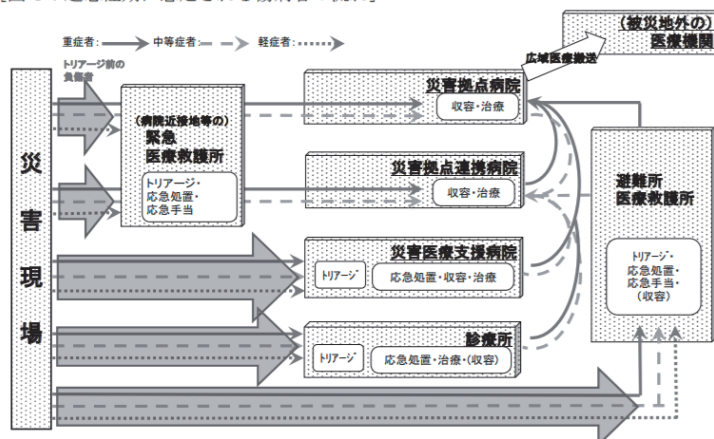 重症者: 中等症者: 軽症者:
(被災地外の)
医療機関
広域医療搬送
トリアージ前の
負傷者
災害現場
(病院近接地等の)
緊急
医療救護所
トリアージ・
応急処置・
応急手当
災害拠点病院
収容・治療
災害拠点連携病院
収容・治療
災害医療支援病院
トリアージ
応急処置・収容・治療
診療所
トリアージ
応急処置・治療・(収容)
避難所
医療救護所
トリアージ・
応急処置・
応急手当・
(収容)